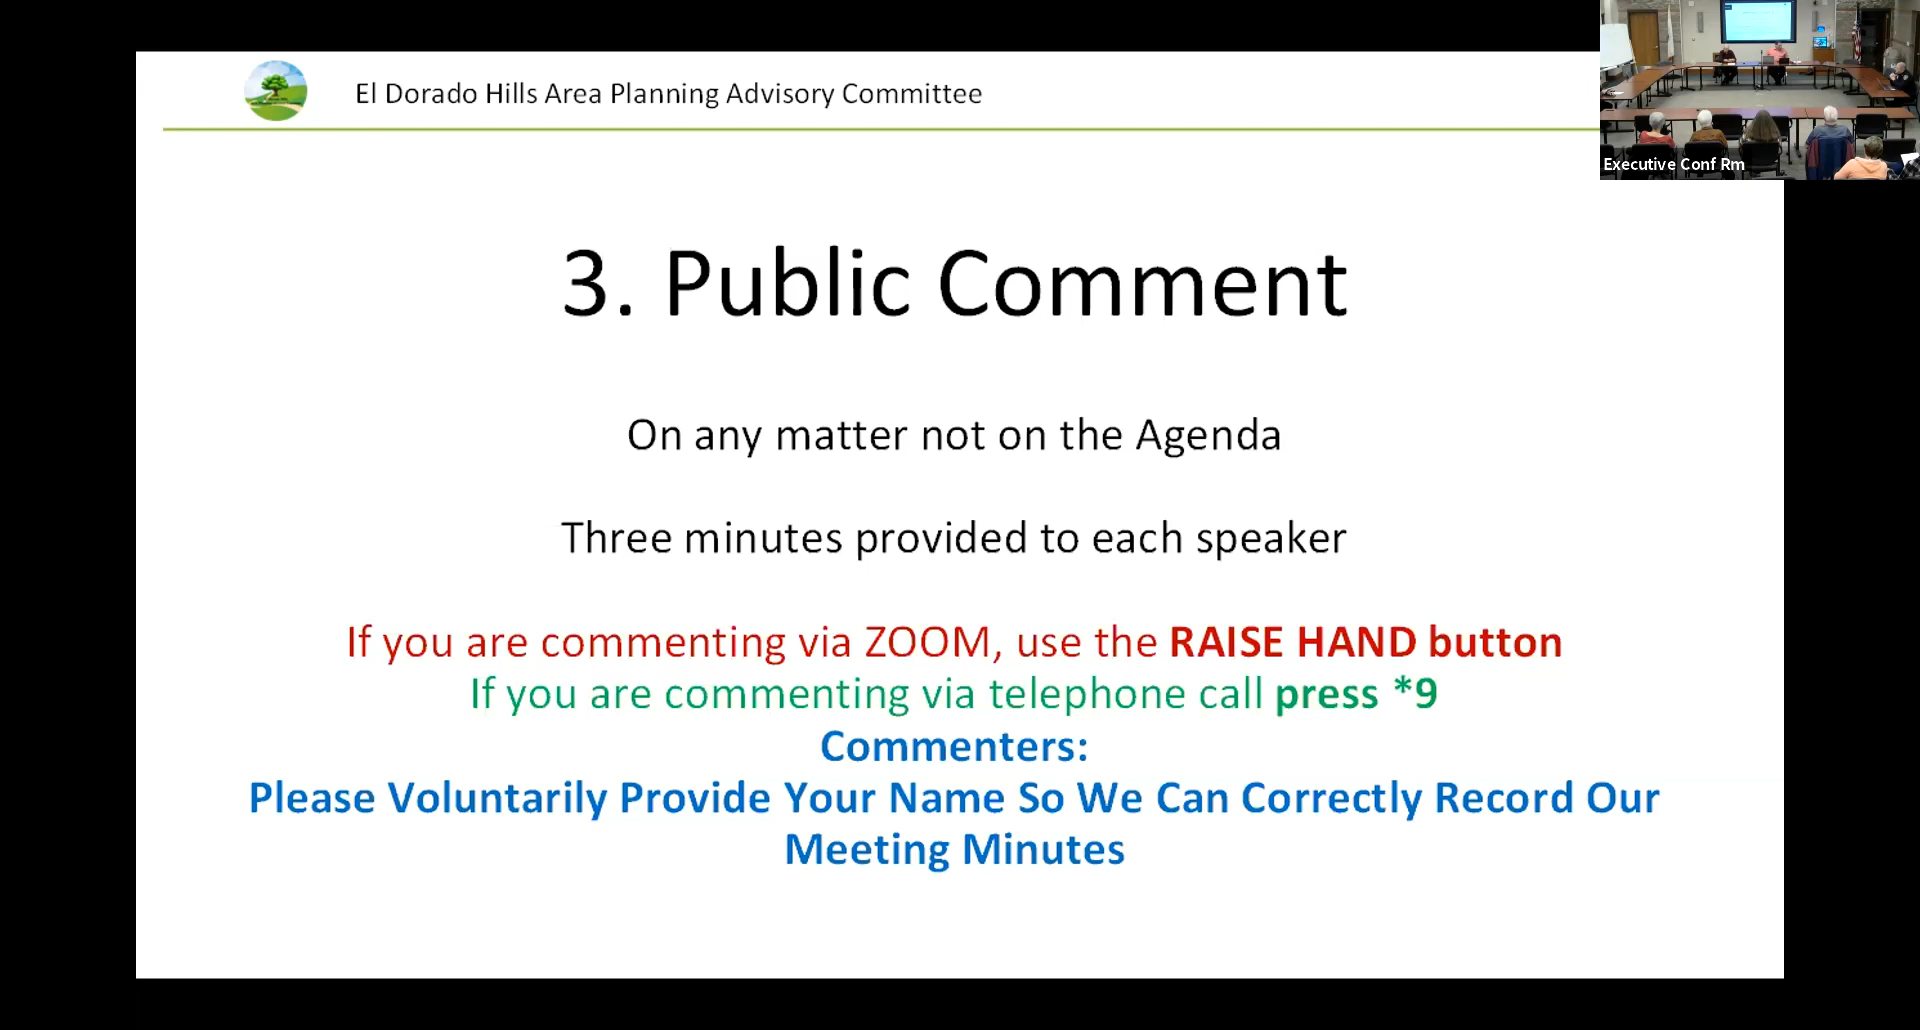 El Dorado Hills Area Planning Advisory Committee
Executive Conf Rm
3. Public Comment
On any matter not on the Agenda
Three minutes provided to each speaker
If you are commenting via ZOOM, use the RAISE HAND button
If you are commenting via telephone call press *9
Commenters:
Please Voluntarily Provide Your Name So We Can Correctly Record Our
Meeting Minutes